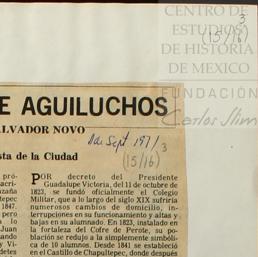 CENTRO DE
ESTUDIOS
DE HISTORIA
DE MEXICO
FUNDACIÓN
Carlos Slim
3
(15/16)
E AGUILUCHOS
ALVADOR NOVO
Sept 1971
3
(15/16)
sta de la Ciudad
POR decreto del Presidente
Guadalupe Victoria, del 11 de octubre de
1823, se fundó oficialmente el Colegio
Militar, que a lo largo del siglo XIX sufriría
numerosos cambios de domicilio, in-
terrupciones en su funcionamiento y altas y
bajas en su alumnado. En 1823, instalado en
la fortaleza del Cofre de Perote, su po-
blación se redujo a la simplemente simbóli-
ca de 10 alumnos. Desde 1841 se estableció
en el Castillo de Chapultepec, donde después